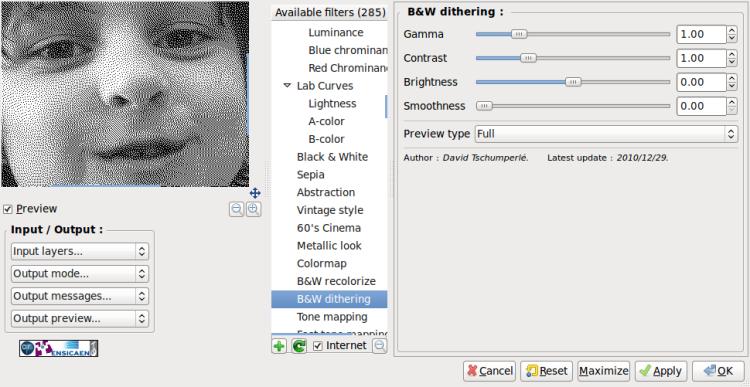 Preview
Input / Output :
Input layers...
Output mode...
Output messages...
Output preview...
ENSICAEN
Available filters (285)
Luminance
Blue chrominan
Red Chrominan
Lab Curves
Lightness
A-color
B-color
Black & White
Sepia
Abstraction
Vintage style
60's Cinema
Metallic look
Colormap
B&W recolorize
B&W dithering
Tone mapping
Fast tone mapping
Internet
B&W dithering :
Gamma 1.00
Contrast 1.00
Brightness 0.00
Smoothness 0.00
Preview type Full
Author : David Tschumperlé. Latest update : 2010/12/29.
Cancel Reset Maximize Apply OK